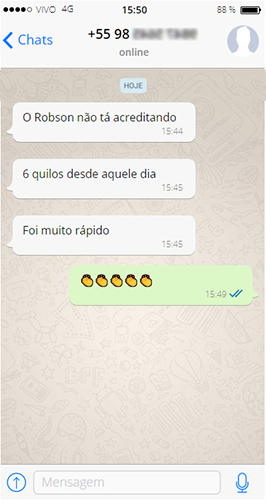 VIVO 4G 15:50 88 %
Chats +55 98
online
HOJE
O Robson não tá acreditando
15:44
6 quilos desde aquele dia
15:45
Foi muito rápido
15:45
👏👏👏👏👏
15:49
Mensagem